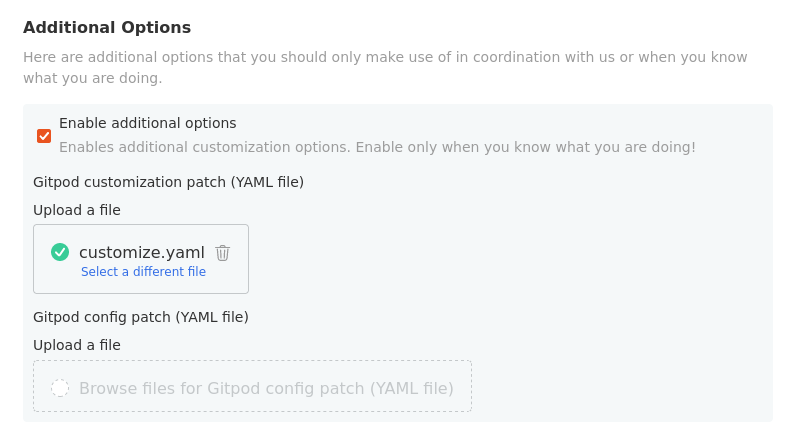 Additional Options
Here are additional options that you should only make use of in coordination with us or when you know
what you are doing.
Enable additional options
Enables additional customization options. Enable only when you know what you are doing!
Gitpod customization patch (YAML file)
Upload a file
customize.yaml
Select a different file
Gitpod config patch (YAML file)
Upload a file
Browse files for Gitpod config patch (YAML file)